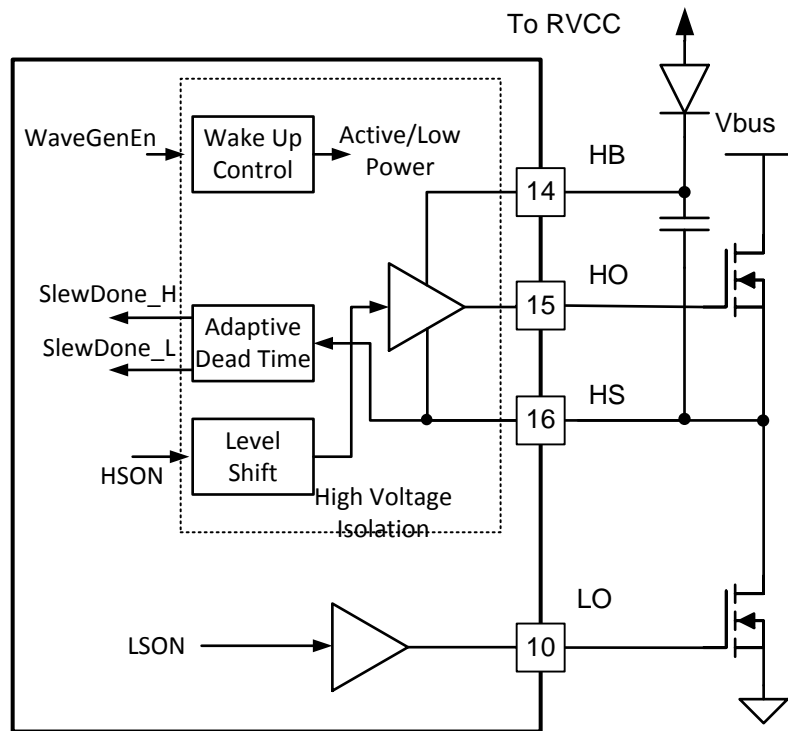 To RVCC
Vbus
WaveGenEn
Wake Up
Control
Active/Low
Power
HB
14
SlewDone_H
SlewDone_L
Adaptive
Dead Time
HO
15
HS
16
HSON
Level
Shift
High Voltage
Isolation
LO
LSON
10